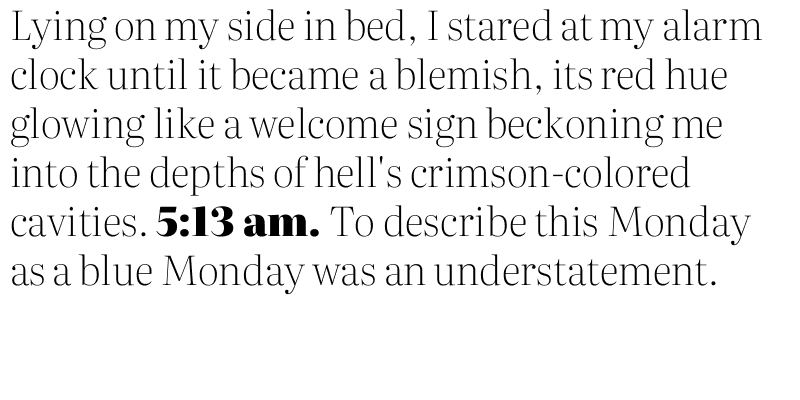 Lying on my side in bed, I stared at my alarm
clock until it became a blemish, its red hue
glowing like a welcome sign beckoning me
into the depths of hell's crimson-colored
cavities. 5:13 am. To describe this Monday
as a blue Monday was an understatement.